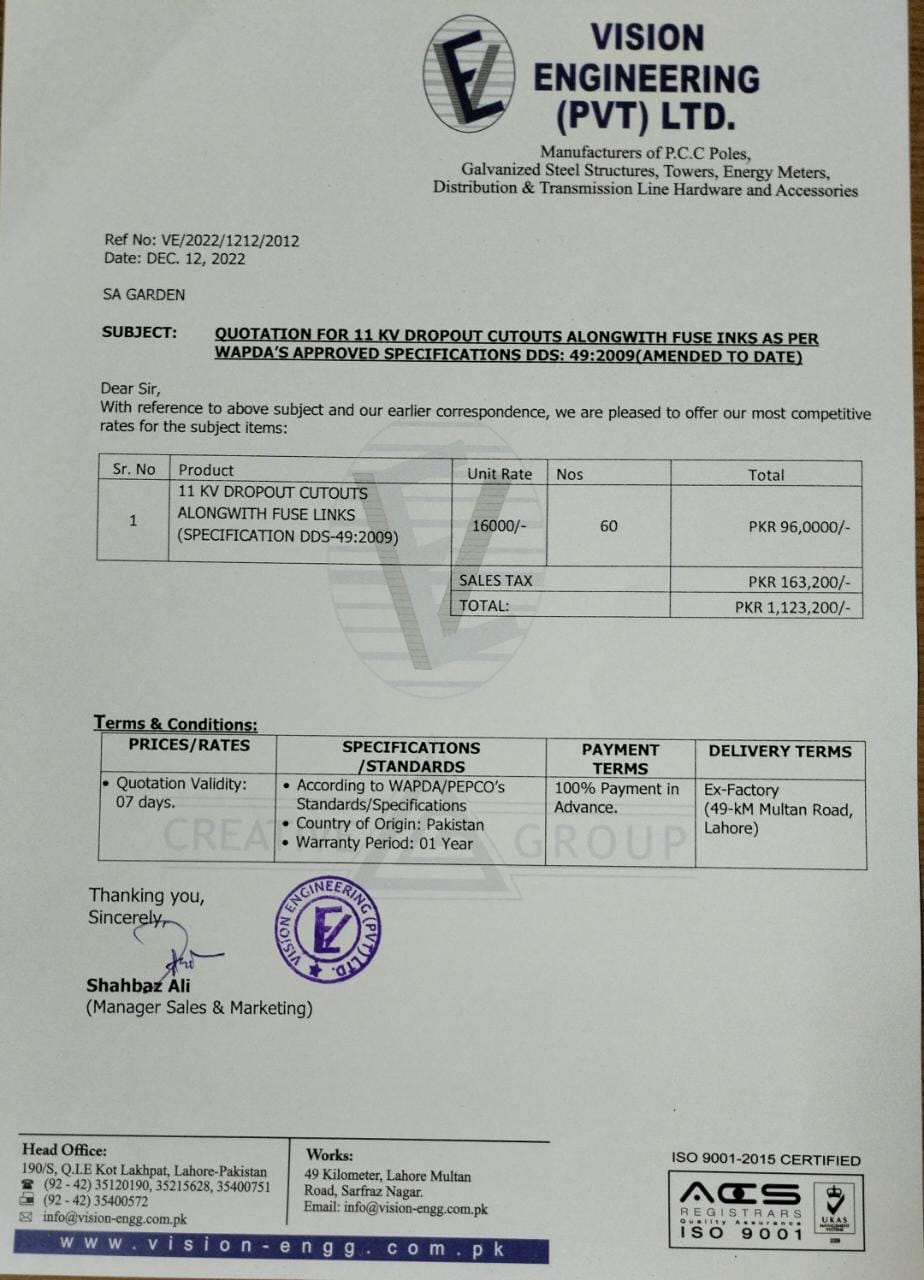 VISION
ENGINEERING
(PVT) LTD.
Manufacturers of P.C.C Poles,
Galvanized Steel Structures, Towers, Energy Meters,
Distribution & Transmission Line Hardware and Accessories
Ref No: VE/2022/1212/2012
Date: DEC. 12, 2022
SA GARDEN
SUBJECT: QUOTATION FOR 11 KV DROPOUT CUTOUTS ALONGWITH FUSE INKS AS PER
WAPDA'S APPROVED SPECIFICATIONS DDS: 49:2009(AMENDED TO DATE)
Dear Sir,
With reference to above subject and our earlier correspondence, we are pleased to offer our most competitive
rates for the subject items:
Sr. No Product Unit Rate Nos Total
11 KV DROPOUT CUTOUTS
ALONGWITH FUSE LINKS
(SPECIFICATION DDS-49:2009)
1 16000/- 60 PKR 96,0000/-
SALES TAX PKR 163,200/-
TOTAL: PKR 1,123,200/-
Terms & Conditions:
PRICES/RATES
SPECIFICATIONS
/STANDARDS
PAYMENT
TERMS
DELIVERY TERMS
• Quotation Validity:
07 days.
• According to WAPDA/PEPCO's
Standards/Specifications
• Country of Origin: Pakistan
• Warranty Period: 01 Year
100% Payment in
Advance.
Ex-Factory
(49-kM Multan Road,
Lahore)
GROUP
Thanking you,
Sincerely,
VISION ENGINEERING (PVT) LTD.
Shahbaz Ali
(Manager Sales & Marketing)
Head Office:
190/S, Q.I.E Kot Lakhpat, Lahore-Pakistan
(92 - 42) 35120190, 35215628, 35400751
(92 - 42) 35400572
info@vision-engg.com.pk
Works:
49 Kilometer, Lahore Multan
Road, Sarfraz Nagar.
Email: info@vision-engg.com.pk
www.vision-engg.com.pk
ISO 9001-2015 CERTIFIED
ACS
REGISTRARS
Quality Assurance
ISO 9001
UKAS
MANAGEMENT
SYSTEMS